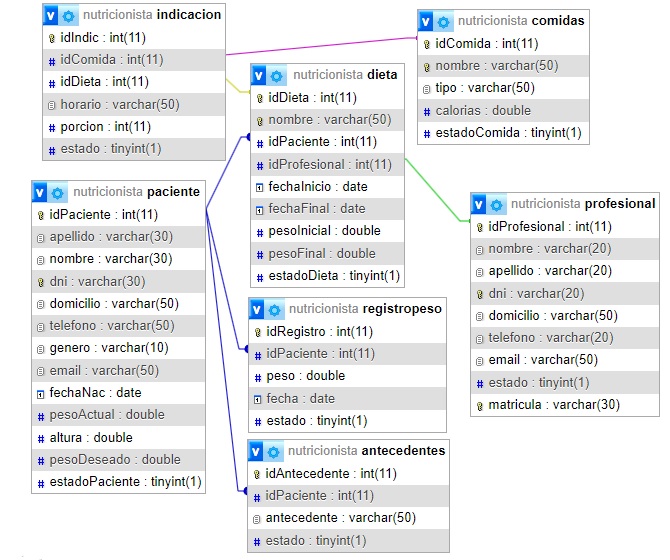 nutricionista indicacion
idIndic : int(11)
idComida : int(11)
idDieta : int(11)
horario : varchar(50)
porcion : int(11)
estado : tinyint(1)
nutricionista comidas
idComida : int(11)
nombre : varchar(50)
tipo : varchar(50)
calorias : double
estadoComida : tinyint(1)
nutricionista dieta
idDieta : int(11)
nombre : varchar(50)
idPaciente : int(11)
idProfesional : int(11)
fechaInicio : date
fechaFinal : date
pesoInicial : double
pesoFinal : double
estadoDieta : tinyint(1)
nutricionista paciente
idPaciente : int(11)
apellido : varchar(30)
nombre : varchar(30)
dni : varchar(30)
domicilio : varchar(50)
telefono : varchar(50)
genero : varchar(10)
email : varchar(50)
fechaNac : date
pesoActual : double
altura : double
pesoDeseado : double
estadoPaciente : tinyint(1)
nutricionista profesional
idProfesional : int(11)
nombre : varchar(20)
apellido : varchar(20)
dni : varchar(20)
domicilio : varchar(50)
telefono : varchar(20)
email : varchar(50)
estado : tinyint(1)
matricula : varchar(30)
nutricionista registropeso
idRegistro : int(11)
idPaciente : int(11)
peso : double
fecha : date
estado : tinyint(1)
nutricionista antecedentes
idAntecedente : int(11)
idPaciente : int(11)
antecedente : varchar(50)
estado : tinyint(1)